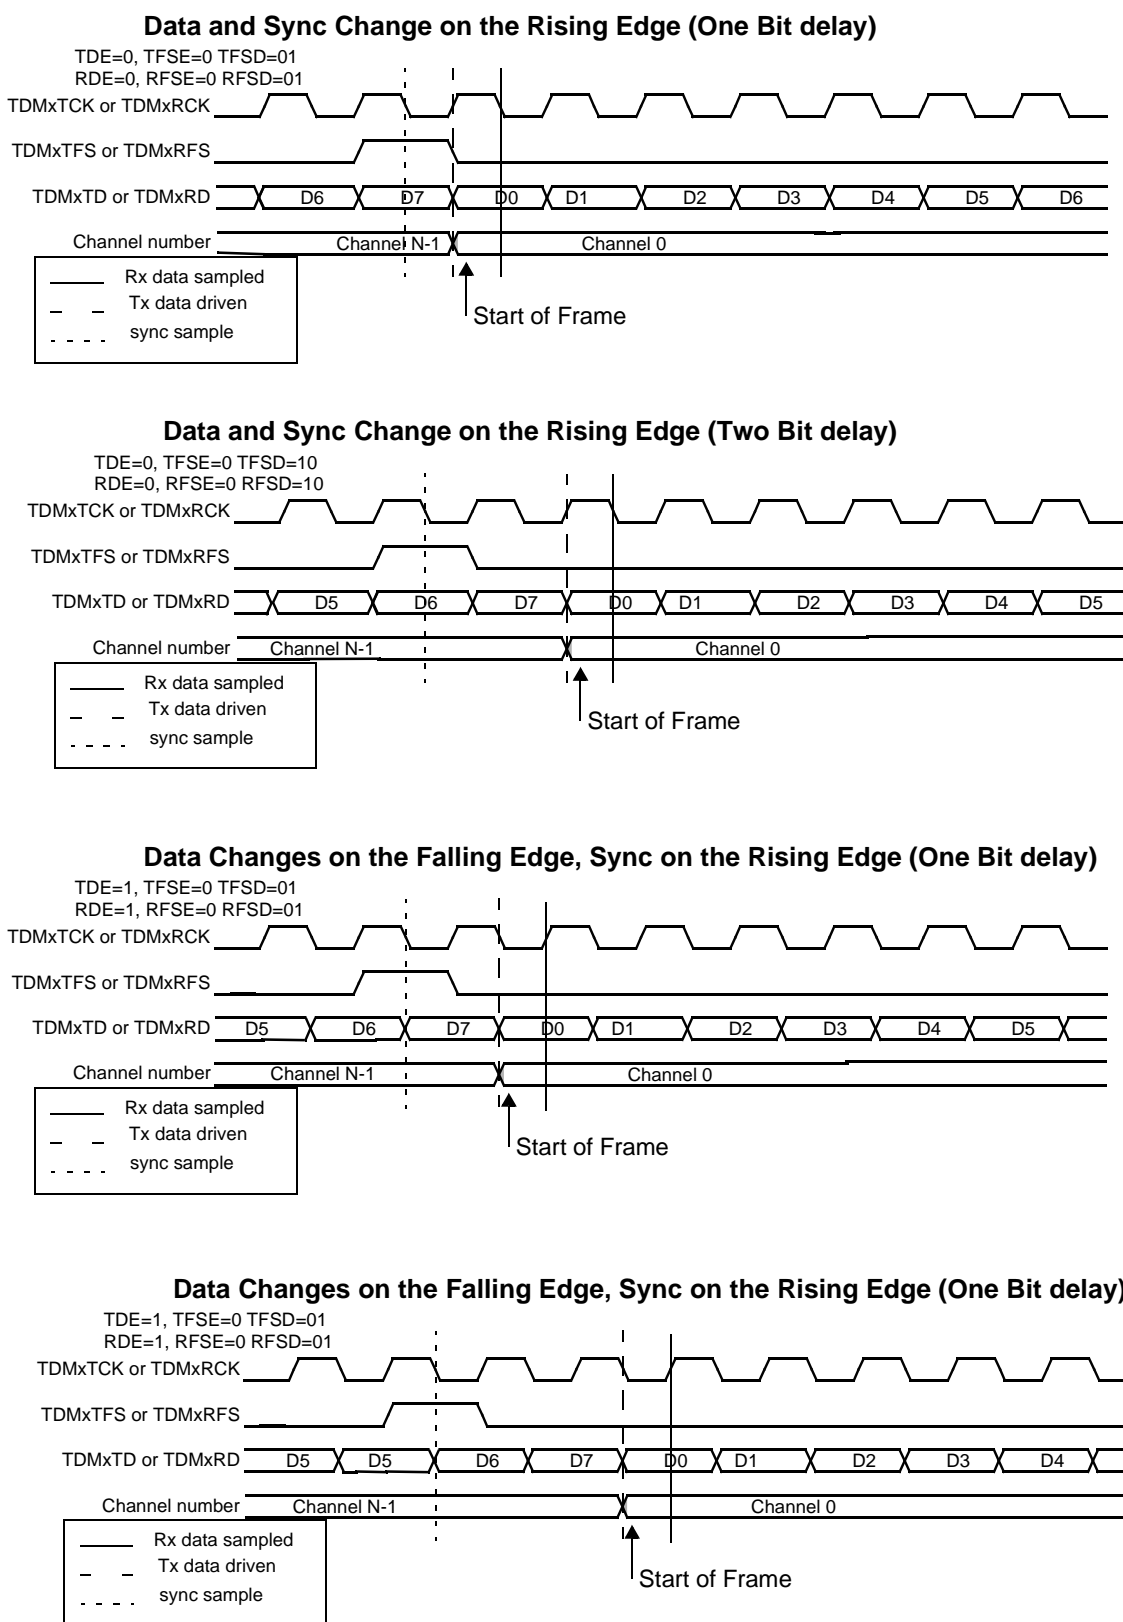 Data and Sync Change on the Rising Edge (One Bit delay)
TDE=0, TFSE=0 TFSD=01
RDE=0, RFSE=0 RFSD=01
TDMxTCK or TDMxRCK
TDMxTFS or TDMxRFS
TDMxTD or TDMxRD D6 D7 D0 D1 D2 D3 D4 D5 D6
Channel number Channel N-1 Channel 0
Rx data sampled
Tx data driven
sync sample
Start of Frame
Data and Sync Change on the Rising Edge (Two Bit delay)
TDE=0, TFSE=0 TFSD=10
RDE=0, RFSE=0 RFSD=10
TDMxTCK or TDMxRCK
TDMxTFS or TDMxRFS
TDMxTD or TDMxRD D5 D6 D7 D0 D1 D2 D3 D4 D5
Channel number Channel N-1 Channel 0
Rx data sampled
Tx data driven
sync sample
Start of Frame
Data Changes on the Falling Edge, Sync on the Rising Edge (One Bit delay)
TDE=1, TFSE=0 TFSD=01
RDE=1, RFSE=0 RFSD=01
TDMxTCK or TDMxRCK
TDMxTFS or TDMxRFS
TDMxTD or TDMxRD D5 D6 D7 D0 D1 D2 D3 D4 D5
Channel number Channel N-1 Channel 0
Rx data sampled
Tx data driven
sync sample
Start of Frame
Data Changes on the Falling Edge, Sync on the Rising Edge (One Bit delay)
TDE=1, TFSE=0 TFSD=01
RDE=1, RFSE=0 RFSD=01
TDMxTCK or TDMxRCK
TDMxTFS or TDMxRFS
TDMxTD or TDMxRD D5 D5 D6 D7 D0 D1 D2 D3 D4
Channel number Channel N-1 Channel 0
Rx data sampled
Tx data driven
sync sample
Start of Frame